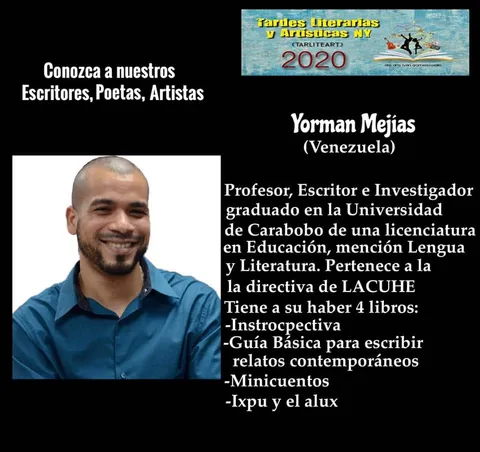 Tardes Literarias
y Artísticas NY
(TARLITEART)
2020
Conozca a nuestros
Escritores, Poetas, Artistas
Yorman Mejías
(Venezuela)
Profesor, Escritor e Investigador
graduado en la Universidad
de Carabobo de una licenciatura
en Educación, mención Lengua
y Literatura. Pertenece a la
la directiva de LACUHE
Tiene a su haber 4 libros:
-Instrocpectiva
-Guía Básica para escribir
relatos contemporáneos
-Minicuentos
-Ixpu y el alux